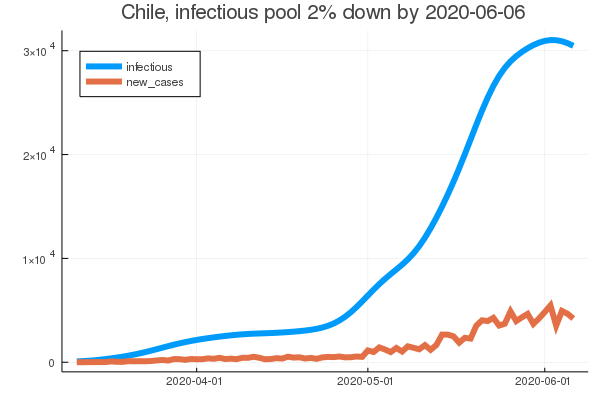 Chile, infectious pool 2% down by 2020-06-06
3×10⁴
infectious
new_cases
2×10⁴
1×10⁴
0
2020-04-01 2020-05-01 2020-06-01